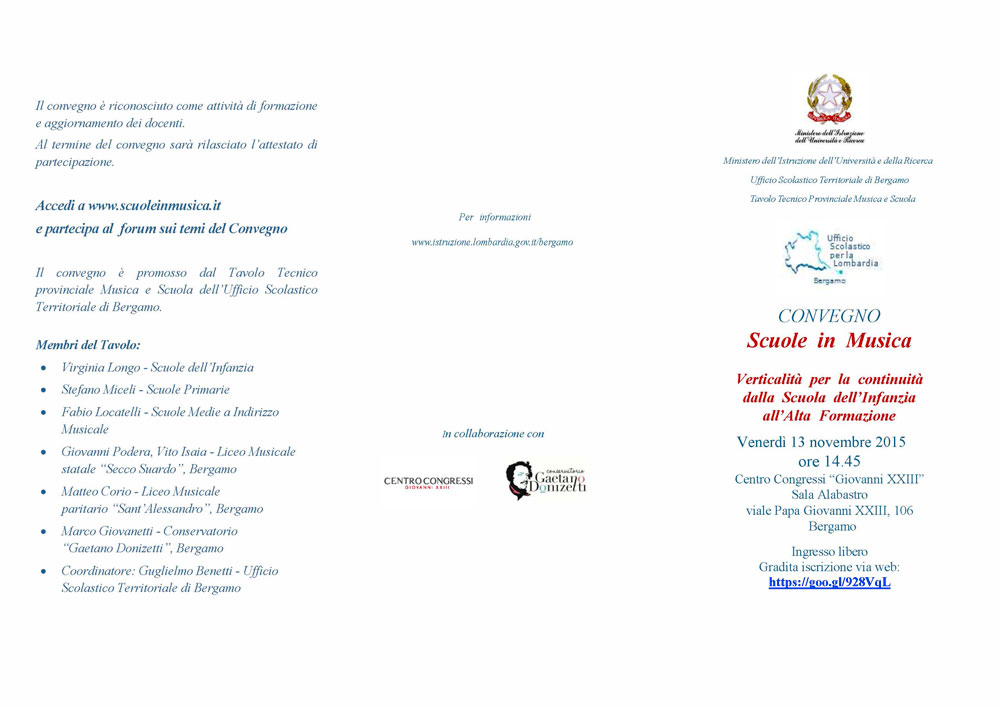 Il convegno è riconosciuto come attività di formazione
e aggiornamento dei docenti.
Al termine del convegno sarà rilasciato l'attestato di
partecipazione.
Accedi a www.scuoleinmusica.it
e partecipa al forum sui temi del Convegno
Il convegno è promosso dal Tavolo Tecnico
provinciale Musica e Scuola dell'Ufficio Scolastico
Territoriale di Bergamo.
Membri del Tavolo:
• Virginia Longo - Scuole dell'Infanzia
• Stefano Miceli - Scuole Primarie
• Fabio Locatelli - Scuole Medie a Indirizzo
Musicale
• Giovanni Podera, Vito Isaia - Liceo Musicale
statale "Secco Suardo", Bergamo
• Matteo Corio - Liceo Musicale
paritario "Sant'Alessandro", Bergamo
• Marco Giovanetti - Conservatorio
"Gaetano Donizetti", Bergamo
• Coordinatore: Guglielmo Benetti - Ufficio
Scolastico Territoriale di Bergamo
Per informazioni
www.istruzione.lombardia.gov.it/bergamo
In collaborazione con
CENTRO CONGRESSI
GIOVANNI XXIII
conservatorio
Gaetano
Donizetti
Ministero dell'Istruzione
dell'Università e Ricerca
Ministero dell'Istruzione dell'Università e della Ricerca
Ufficio Scolastico Territoriale di Bergamo
Tavolo Tecnico Provinciale Musica e Scuola
Ufficio
Scolastico
per la
Lombardia
Bergamo
CONVEGNO
Scuole in Musica
Verticalità per la continuità
dalla Scuola dell'Infanzia
all'Alta Formazione
Venerdì 13 novembre 2015
ore 14.45
Centro Congressi "Giovanni XXIII"
Sala Alabastro
viale Papa Giovanni XXIII, 106
Bergamo
Ingresso libero
Gradita iscrizione via web:
https://goo.gl/928VqL